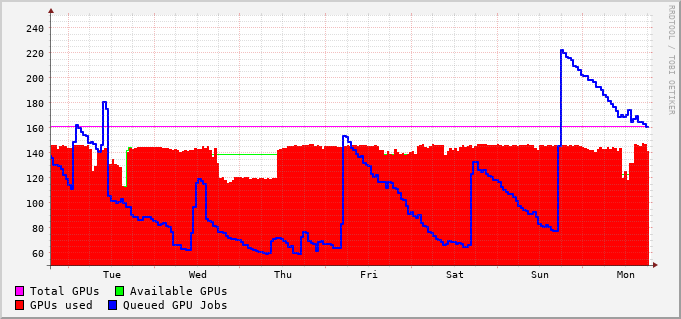 RRDTOOL / TOBI OETIKER
240
220
200
180
160
140
120
100
80
60
Tue Wed Thu Fri Sat Sun Mon
Total GPUs Available GPUs
GPUs used Queued GPU Jobs